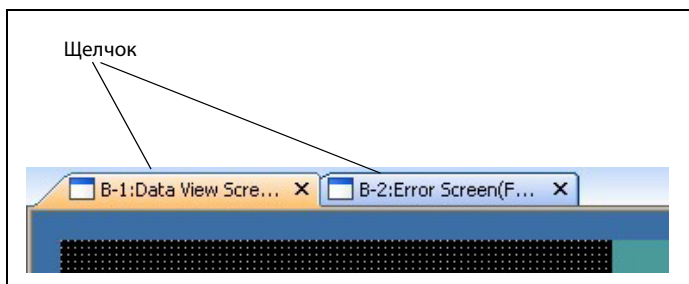 Щелчок
B-1:Data View Scre...
B-2:Error Screen(F...